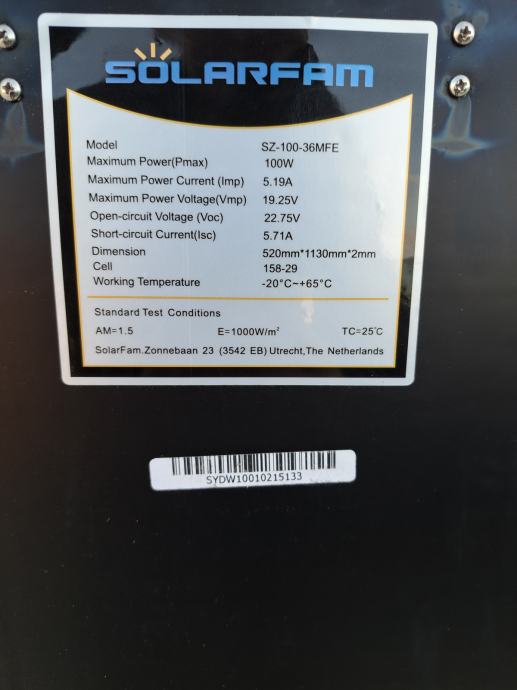 SOLARFAM
Model SZ-100-36MFE
Maximum Power(Pmax) 100W
Maximum Power Current (Imp) 5.19A
Maximum Power Voltage(Vmp) 19.25V
Open-circuit Voltage (Voc) 22.75V
Short-circuit Current(Isc) 5.71A
Dimension 520mm*1130mm*2mm
Cell 158-29
Working Temperature -20°C~+65°C
Standard Test Conditions
AM=1.5 E=1000W/m² TC=25℃
SolarFam.Zonnebaan 23 (3542 EB) Utrecht,The Netherlands
SYDW10010215133